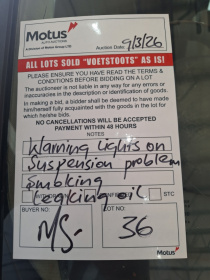 Motus
A Division of Motus Group LTD
Auction Date: 9/3/26
ALL LOTS SOLD "VOETSTOOTS" AS IS!
PLEASE ENSURE YOU HAVE READ THE TERMS &
CONDITIONS BEFORE BIDDING ON A LOT
The auctioneer is not liable in any way for any errors or
inaccuracies in the description or identification of goods.
In making a bid, a bidder shall be deemed to have made
him/herself fully acquainted with the goods in the lot for
which he/she bids.
NO CANCELLATIONS WILL BE ACCEPTED
PAYMENT WITHIN 48 HOURS
NOTES
Warning lights on
Suspension problem
smoking
leaking oil
STC
BUYER NO:
MS-
LOT NO:
36
Motus